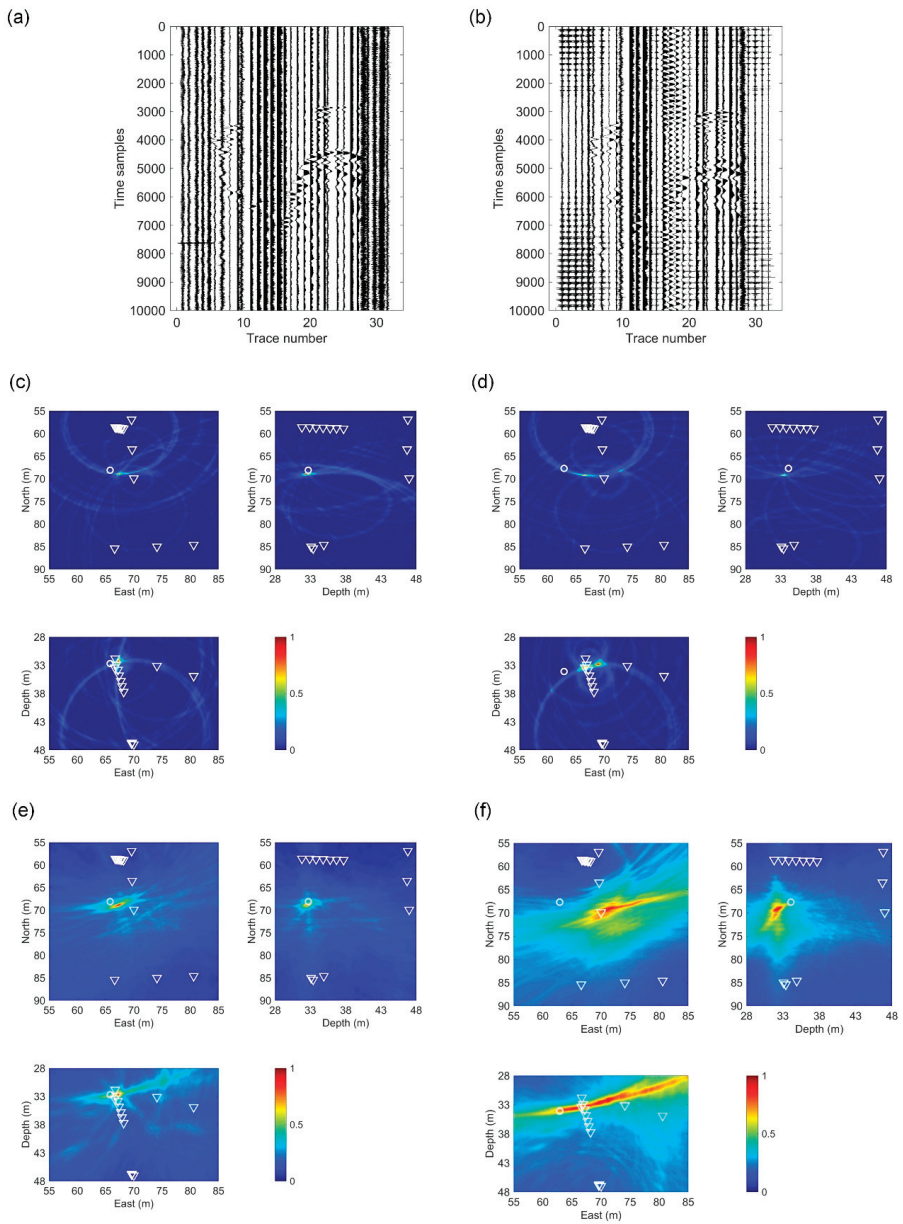 (a)
(b)
0
1000
2000
3000
4000
5000
6000
7000
8000
9000
10000
Time samples
0
10
20
30
Trace number
0
1000
2000
3000
4000
5000
6000
7000
8000
9000
10000
Time samples
0
10
20
30
Trace number
(c)
(d)
55
60
65
70
75
80
85
90
North (m)
55 60 65 70 75 80 85
East (m)
55
60
65
70
75
80
85
90
North (m)
28 33 38 43 48
Depth (m)
55
60
65
70
75
80
85
90
North (m)
55 60 65 70 75 80 85
East (m)
55
60
65
70
75
80
85
90
North (m)
28 33 38 43 48
Depth (m)
28
33
38
43
48
Depth (m)
55 60 65 70 75 80 85
East (m)
1
0.5
0
28
33
38
43
48
Depth (m)
55 60 65 70 75 80 85
East (m)
1
0.5
0
(e)
(f)
55
60
65
70
75
80
85
90
North (m)
55 60 65 70 75 80 85
East (m)
55
60
65
70
75
80
85
90
North (m)
28 33 38 43 48
Depth (m)
55
60
65
70
75
80
85
90
North (m)
55 60 65 70 75 80 85
East (m)
55
60
65
70
75
80
85
90
North (m)
28 33 38 43 48
Depth (m)
28
33
38
43
48
Depth (m)
55 60 65 70 75 80 85
East (m)
1
0.5
0
28
33
38
43
48
Depth (m)
55 60 65 70 75 80 85
East (m)
1
0.5
0